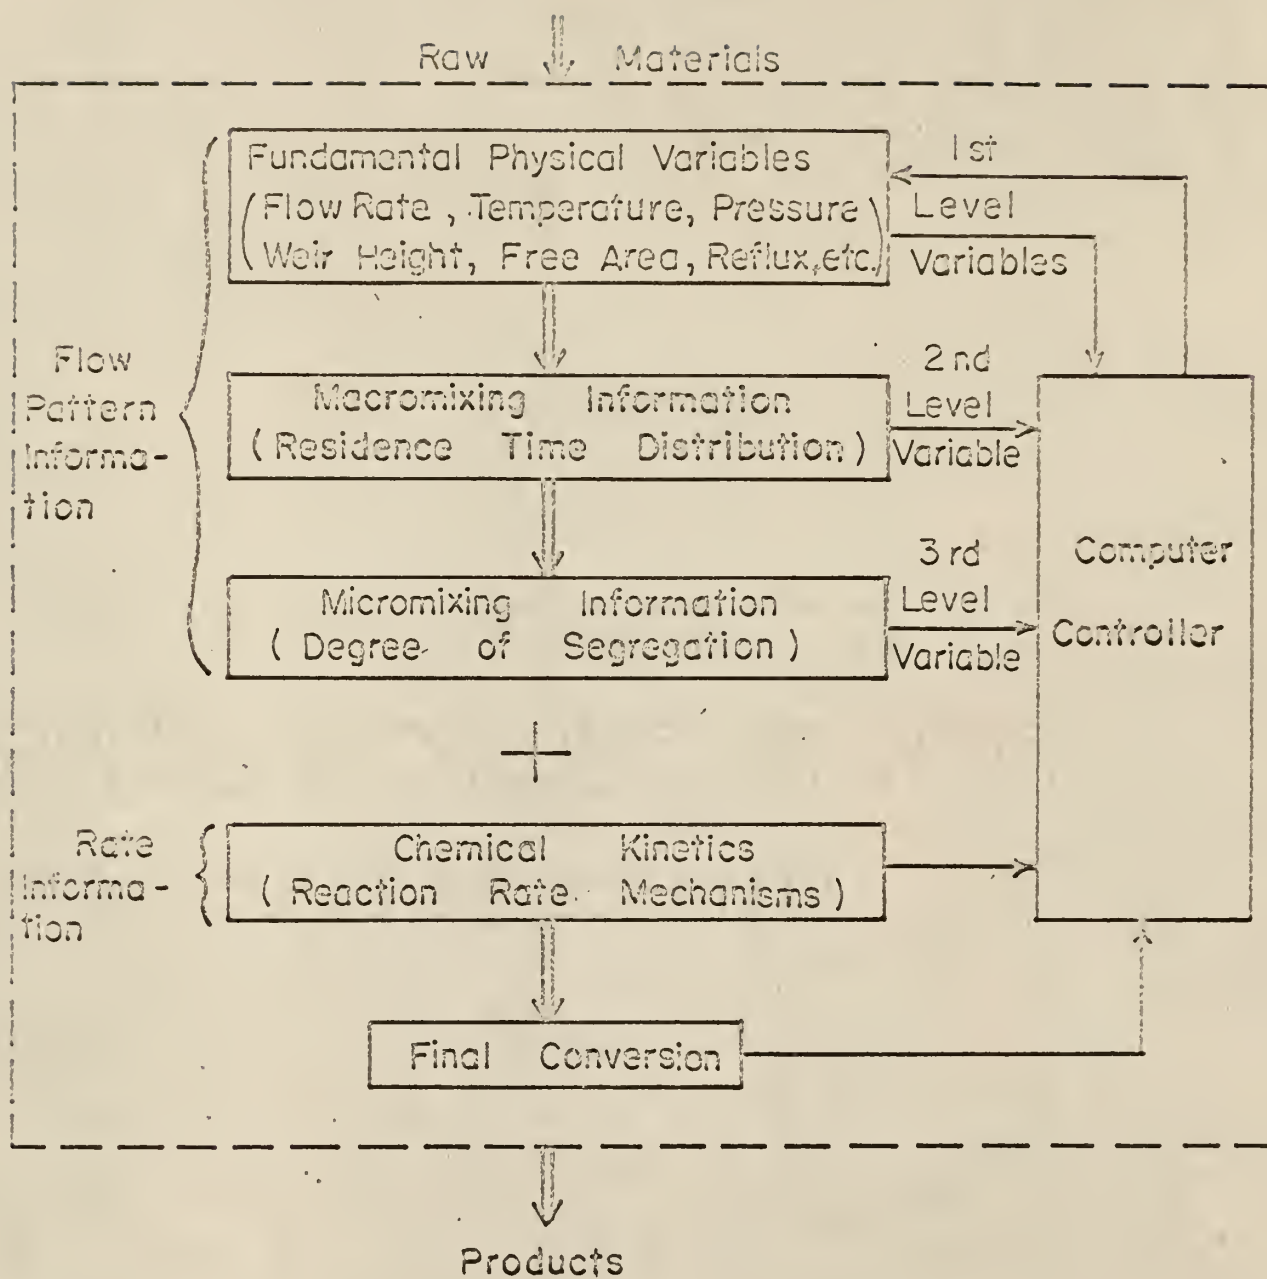 Raw Materials
Fundamental Physical Variables
(Flow Rate, Temperature, Pressure
Weir Height, Free Area, Reflux, etc.)
1st
Level
Variables
Flow
Pattern
Informa-
tion
Macromixing Information
(Residence Time Distribution)
2nd
Level
Variable
Micromixing Information
(Degree of Segregation)
3rd
Level
Variable
Computer
Controller
+
Rate
Informa-
tion
Chemical Kinetics
(Reaction Rate Mechanisms)
Final Conversion
Products